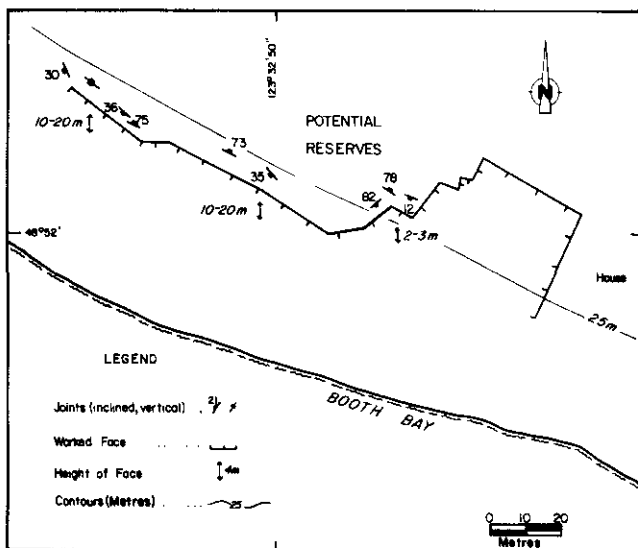 123° 32' 50"
N
30
36
75
10-20m
73
POTENTIAL
RESERVES
35
78
82
12
10-20m
2-3m
48° 52'
House
25m
LEGEND
BOOTH BAY
Joints (inclined, vertical)
21
Worked Face
Height of Face
4m
Contours (Metres)
25
0 10 20
Metres